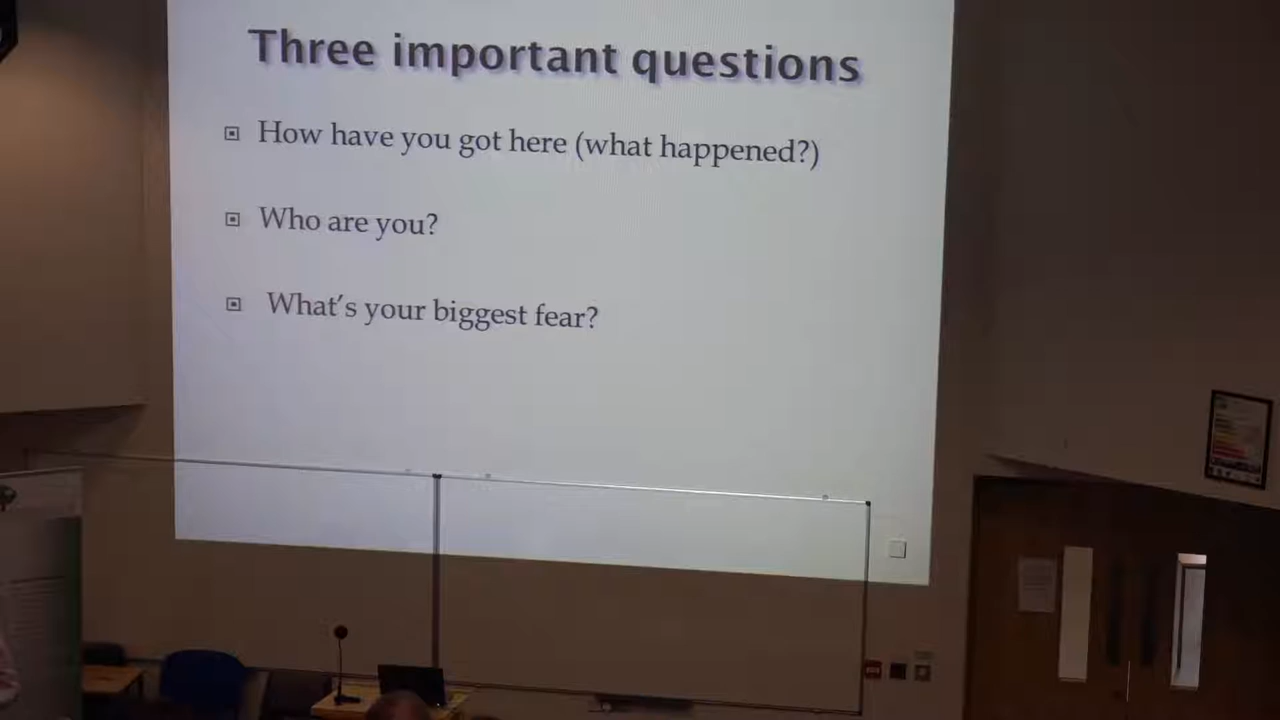 Three important questions
How have you got here (what happened?)
Who are you?
What's your biggest fear?